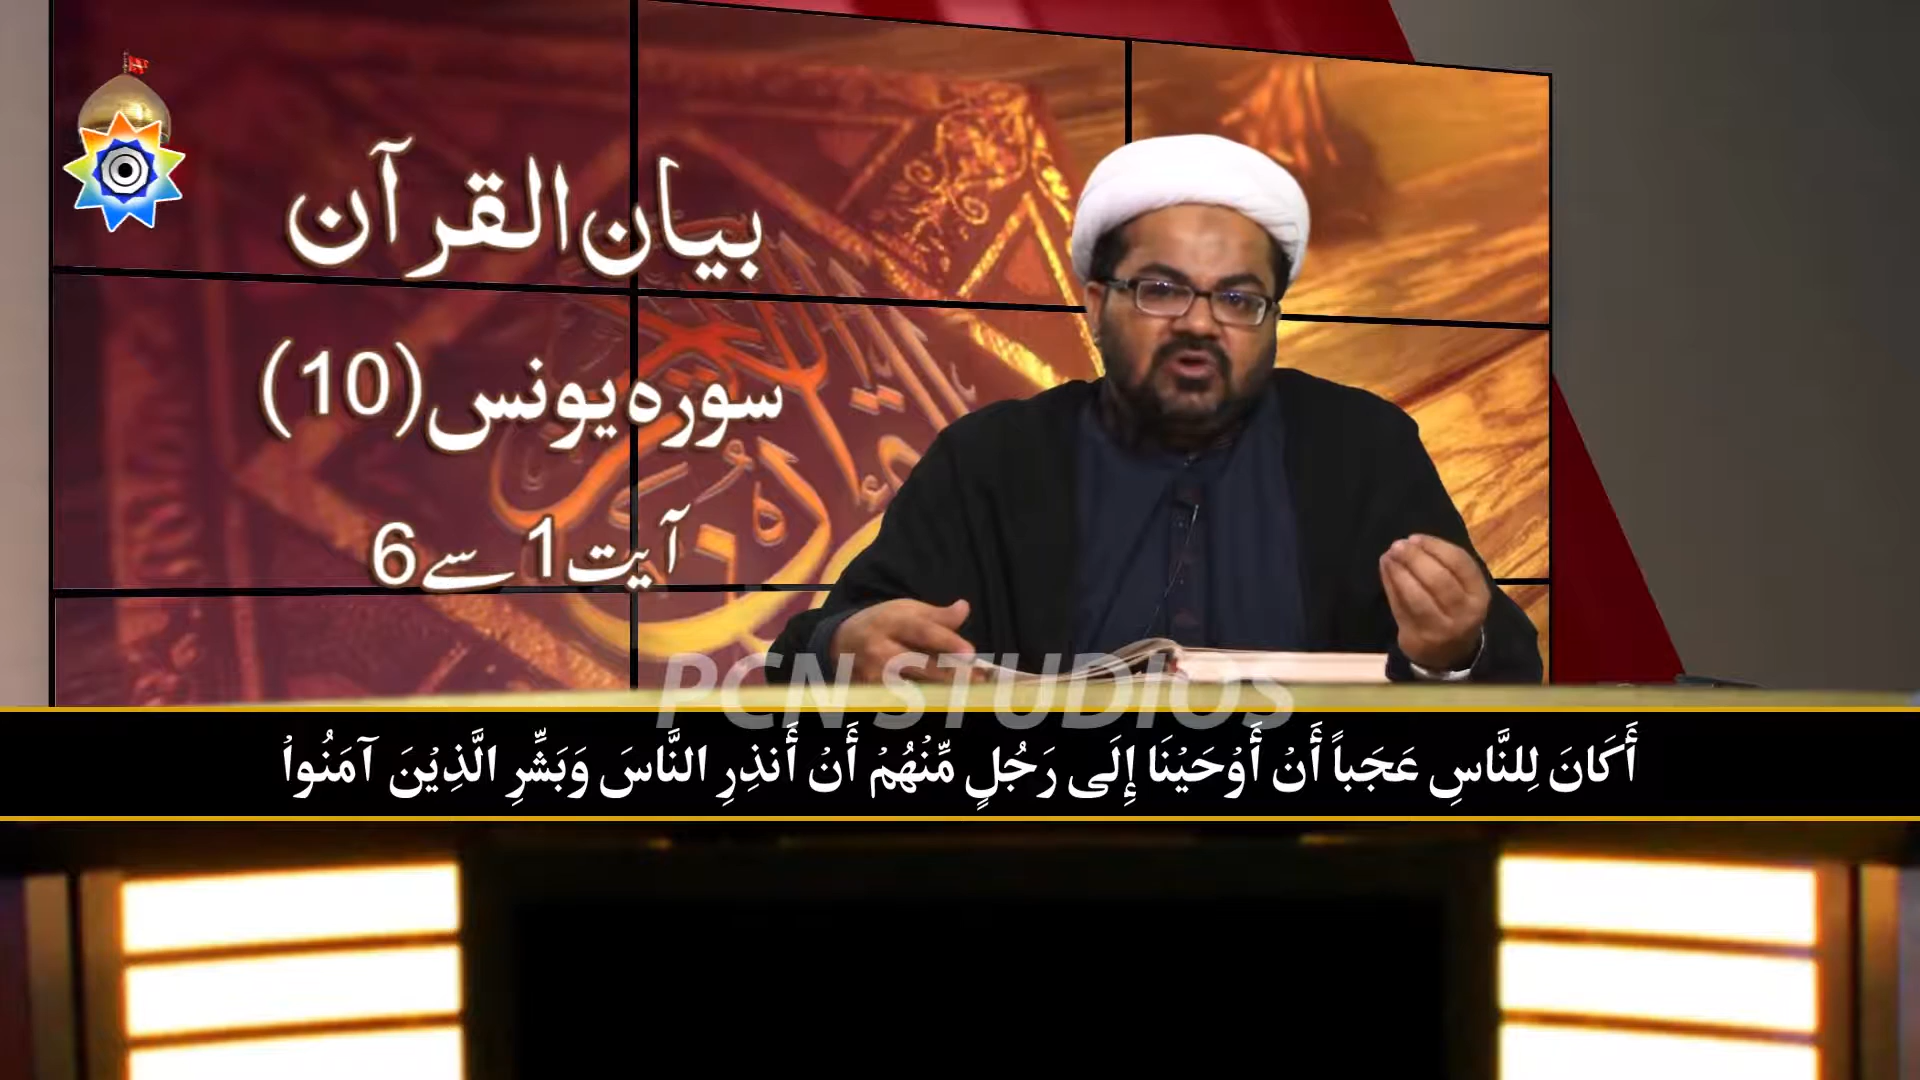 بیان القرآن
سورہ یونس (10)
آیت 1 سے 6
PCN STUDIOS
أَكَانَ لِلنَّاسِ عَجَباً أَنْ أَوْحَيْنَا إِلَى رَجُلٍ مِّنْهُمْ أَنْ أَنذِرِ النَّاسَ وَبَشِّرِ الَّذِيْنَ آمَنُواْ